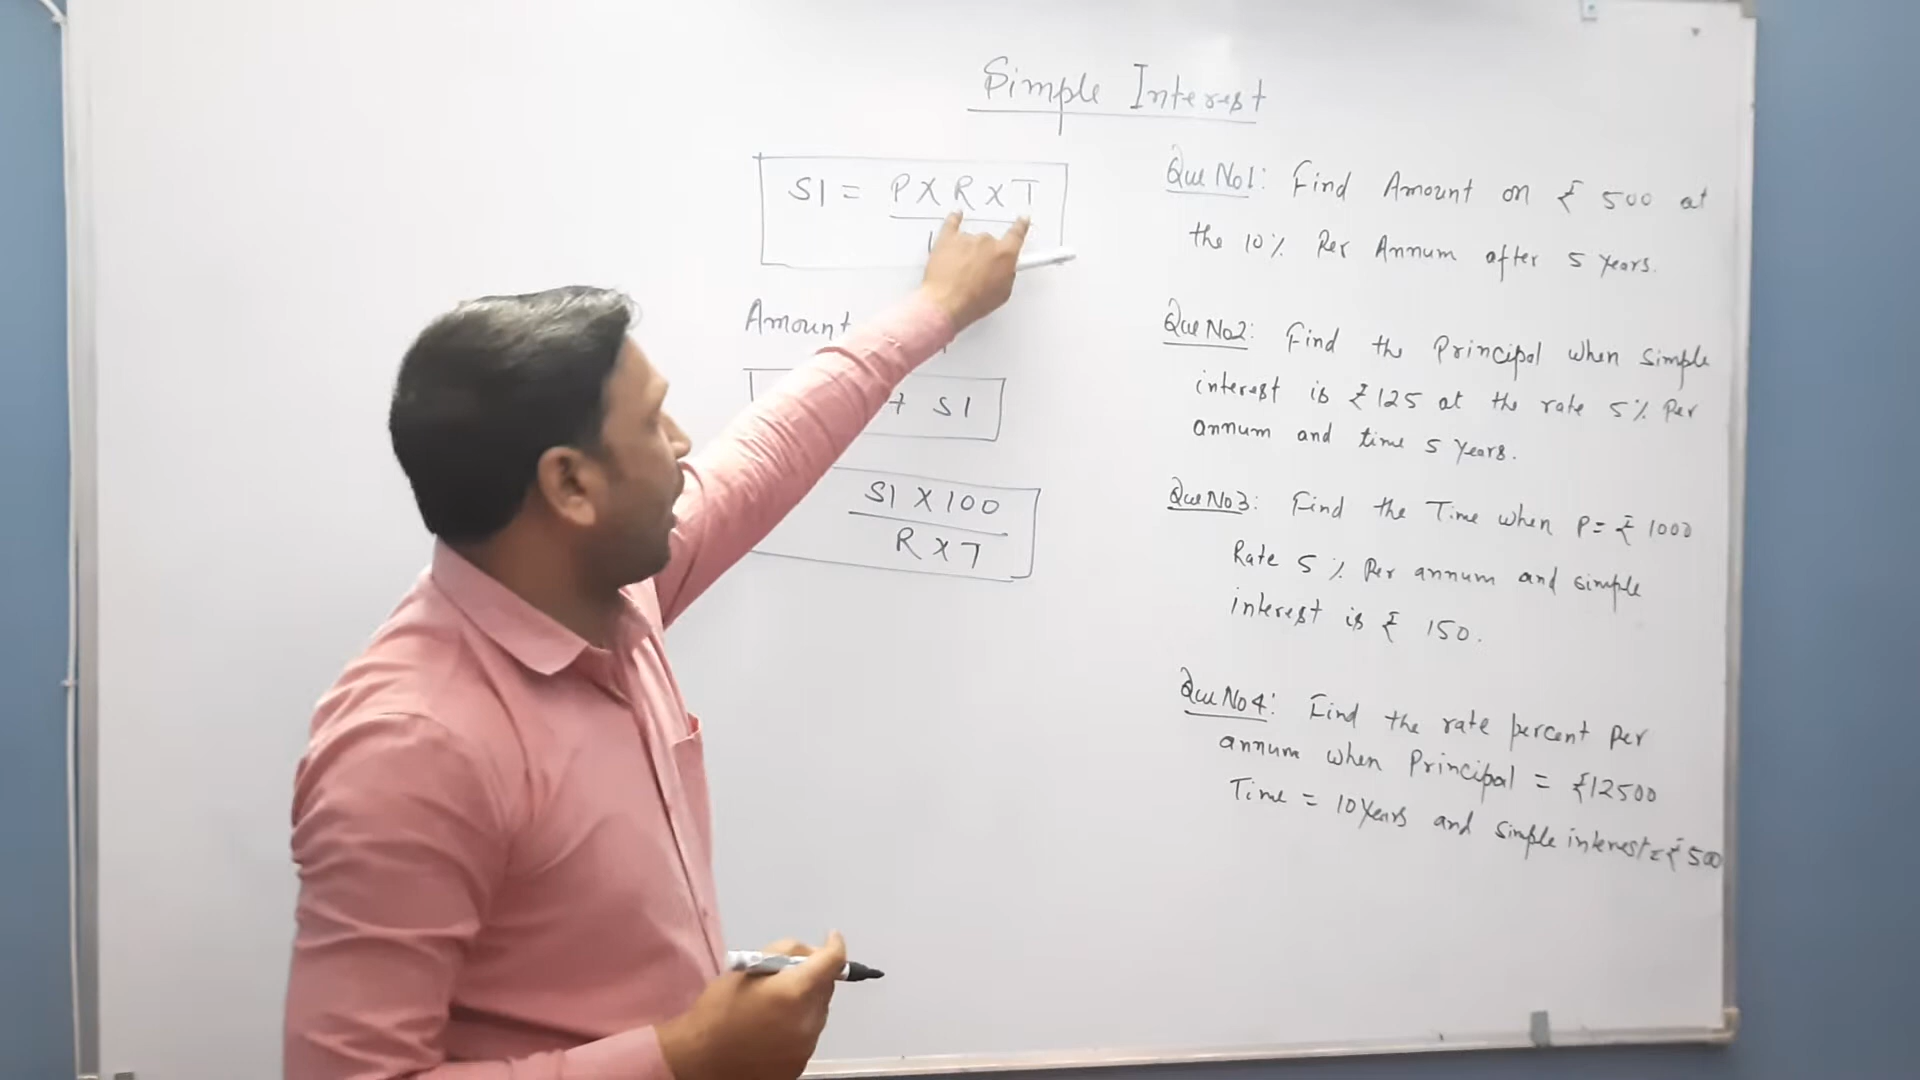 Simple Interest
SI = P X R X T
Amount
+ SI
SI X 100
R X T
Que No1: Find Amount on ₹ 500 at
the 10% Per Annum after 5 years.
Que No2: Find the Principal when simple
interest is ₹ 125 at the rate 5% Per
annum and time 5 years.
Que No3: Find the Time when P= ₹ 1000
Rate 5 % Per annum and simple
interest is ₹ 150.
Que No4: Find the rate percent per
annum when Principal = ₹12500
Time = 10 years and simple interest = ₹ 500